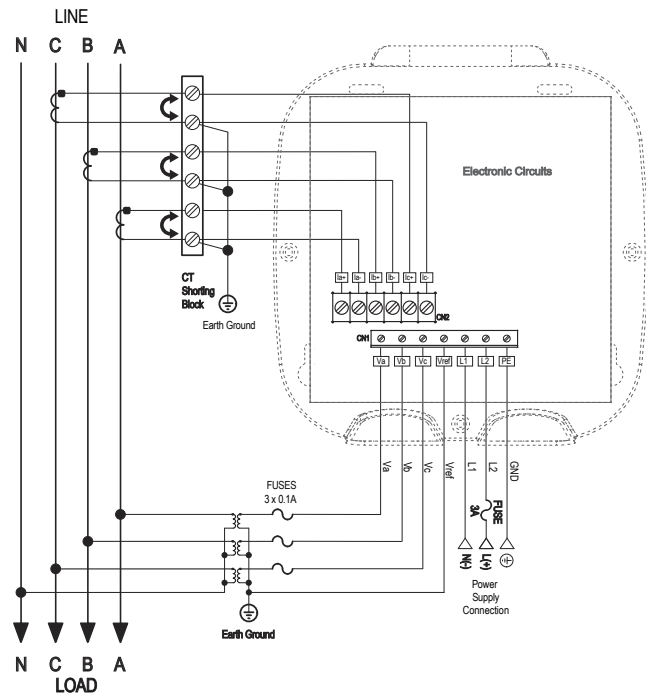 LINE
N C B A
Electronic Circuits
Ia+ Ia- Ib+ Ib- Ic+ Ic-
CT
Shorting
Block
Earth Ground
CN2
CN1
Va Vb Vc Vref L1 L2 PE
Va Vb Vc Vref L1 L2 GND
FUSES
3 x 0.1A
FUSE
3A
N(-) L(+)
Power
Supply
Connection
Earth Ground
N C B A
LOAD